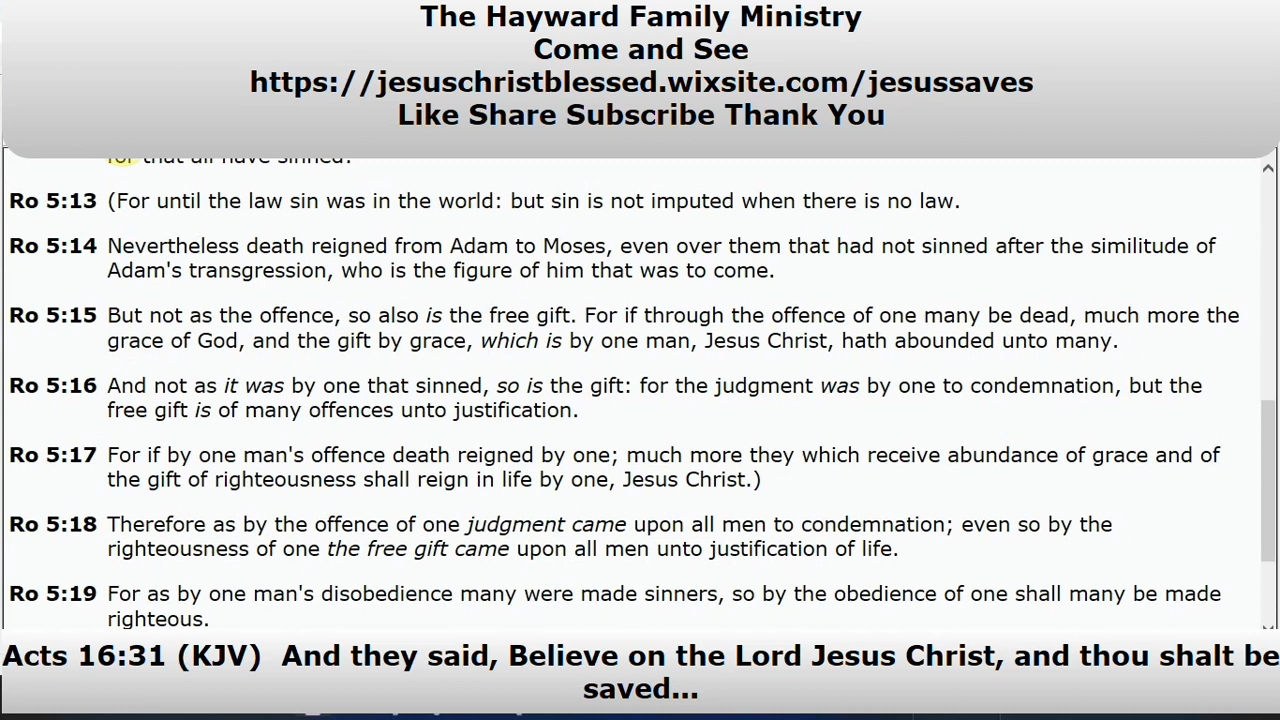 The Hayward Family Ministry
Come and See
https://jesuschristblessed.wixsite.com/jesussaves
Like Share Subscribe Thank You
for that all have sinned:
Ro 5:13 (For until the law sin was in the world: but sin is not imputed when there is no law.
Ro 5:14 Nevertheless death reigned from Adam to Moses, even over them that had not sinned after the similitude of
Adam's transgression, who is the figure of him that was to come.
Ro 5:15 But not as the offence, so also is the free gift. For if through the offence of one many be dead, much more the
grace of God, and the gift by grace, which is by one man, Jesus Christ, hath abounded unto many.
Ro 5:16 And not as it was by one that sinned, so is the gift: for the judgment was by one to condemnation, but the
free gift is of many offences unto justification.
Ro 5:17 For if by one man's offence death reigned by one; much more they which receive abundance of grace and of
the gift of righteousness shall reign in life by one, Jesus Christ.)
Ro 5:18 Therefore as by the offence of one judgment came upon all men to condemnation; even so by the
righteousness of one the free gift came upon all men unto justification of life.
Ro 5:19 For as by one man's disobedience many were made sinners, so by the obedience of one shall many be made
righteous.
Acts 16:31 (KJV) And they said, Believe on the Lord Jesus Christ, and thou shalt be
saved...